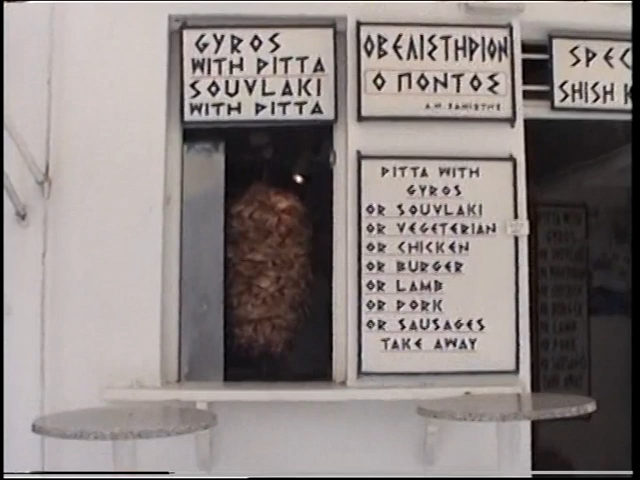 GYROS
WITH PITTA
SOUVLAKI
WITH PITTA
ΟΒΕΛΙΣΤΗΡΙΟΝ
Ο ΠΟΝΤΟΣ
SPEC
SHISH K
PITTA WITH
GYROS
OR SOUVLAKI
OR VEGETERIAN
OR CHICKEN
OR BURGER
OR LAMB
OR PORK
OR SAUSAGES
TAKE AWAY